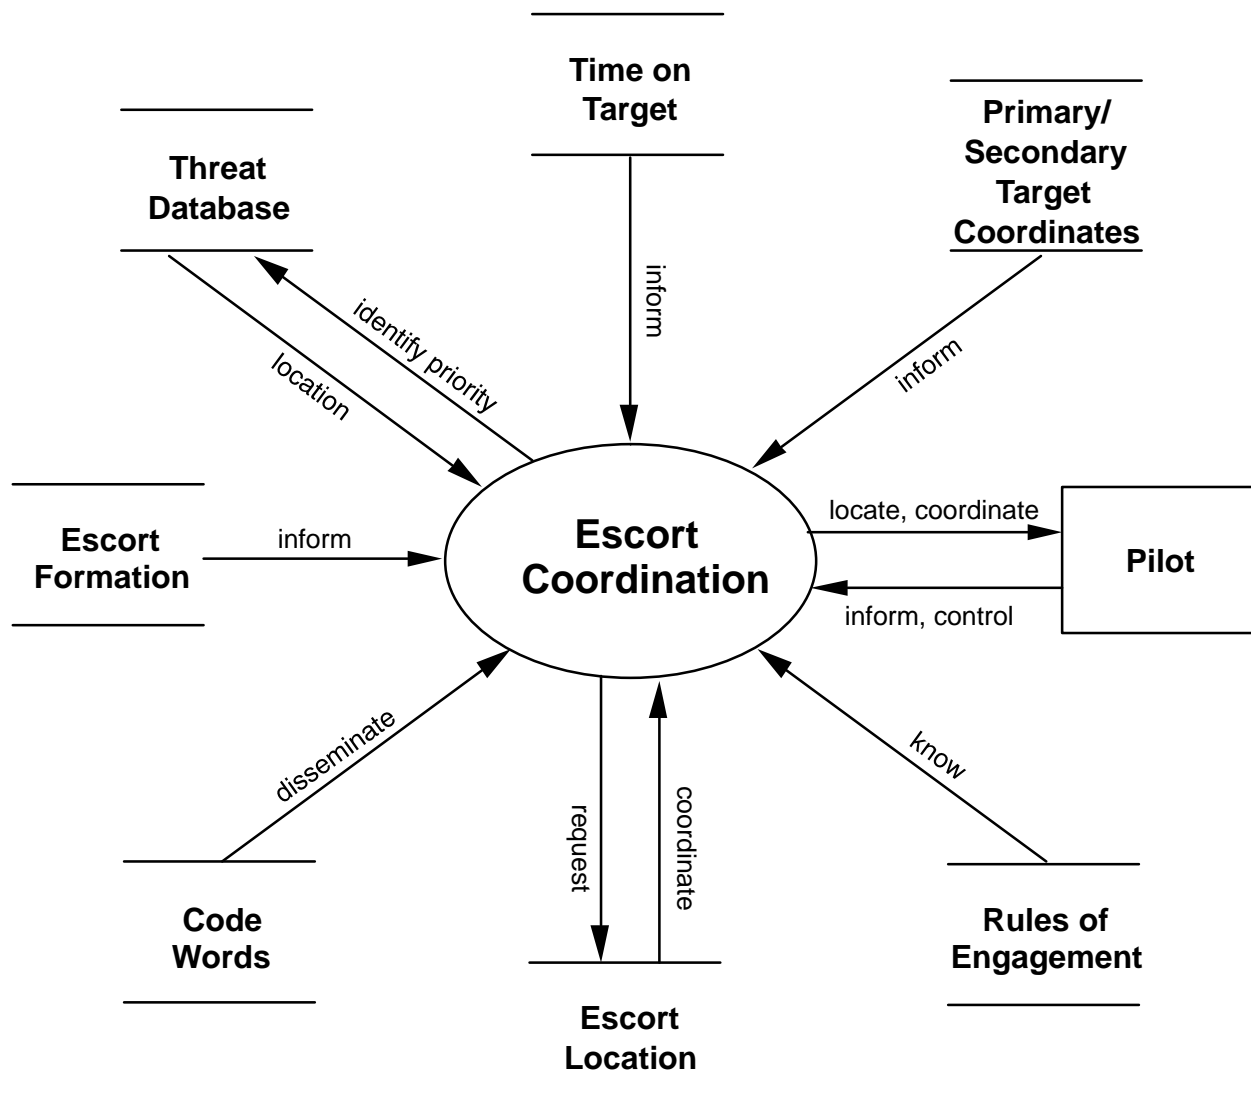 Time on
Target
Primary/
Secondary
Target
Coordinates
Threat
Database
inform
identify priority
location
inform
Escort
Formation
inform
Escort
Coordination
locate, coordinate
inform, control
Pilot
disseminate
request
coordinate
know
Code
Words
Escort
Location
Rules of
Engagement